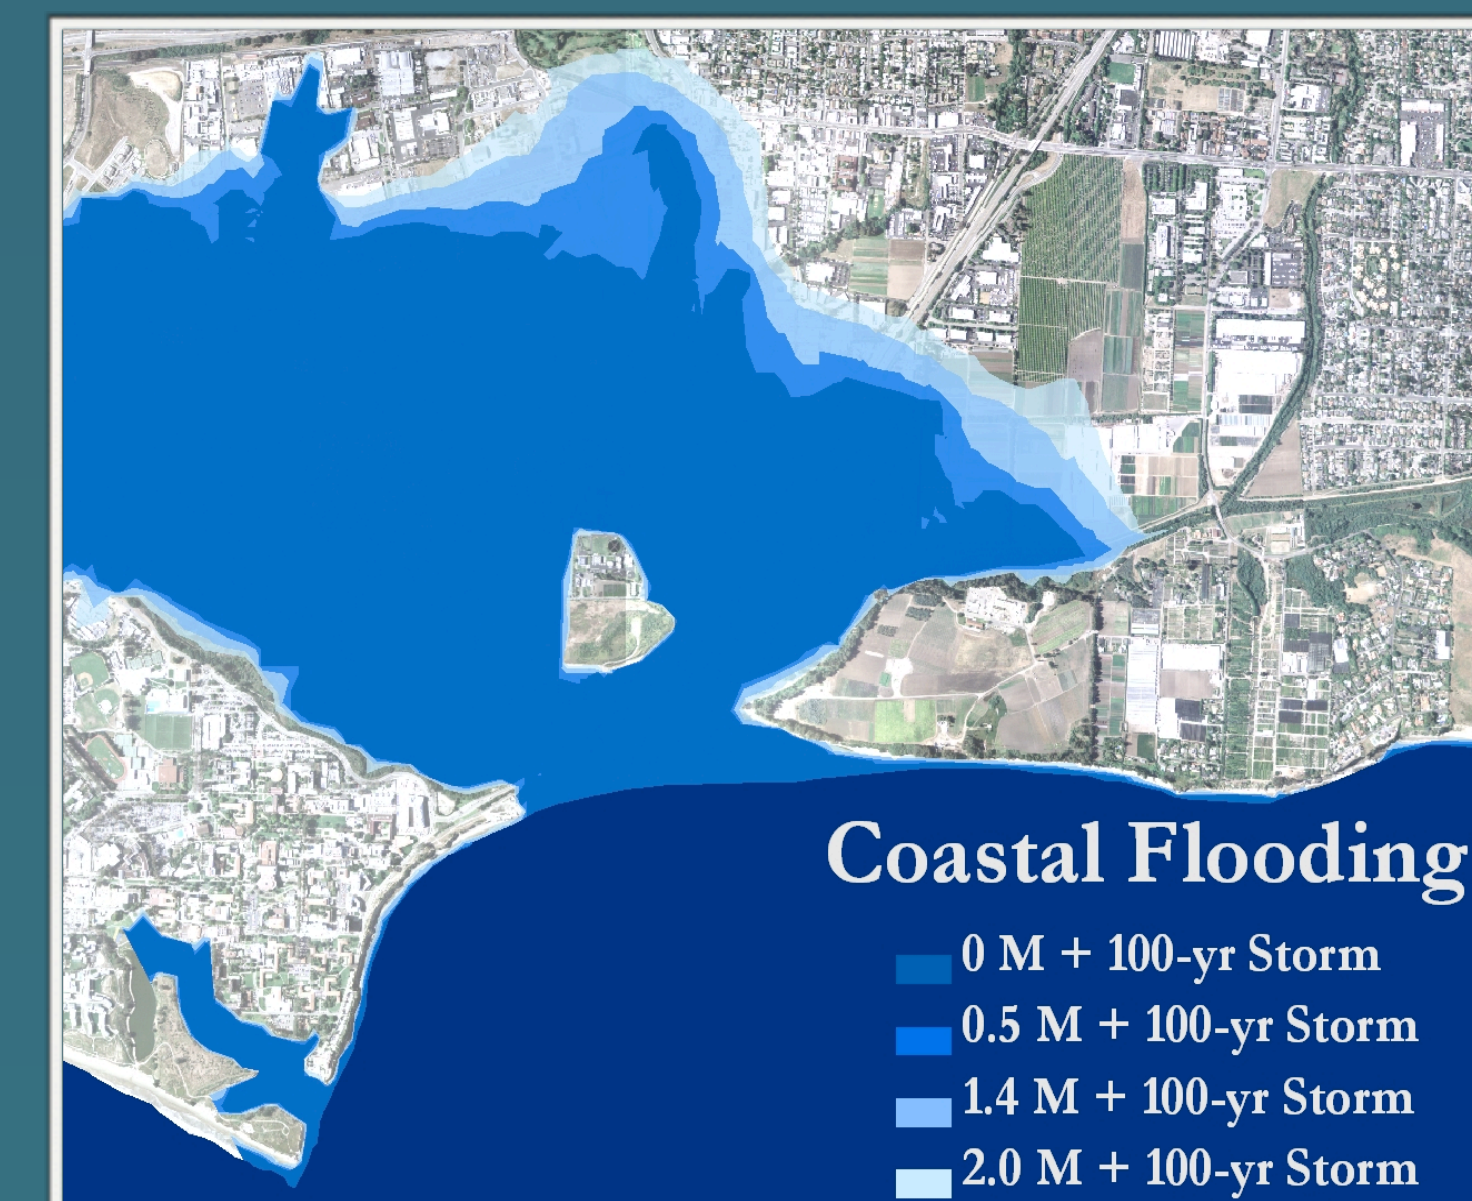 Coastal Flooding
0 M + 100-yr Storm
0.5 M + 100-yr Storm
1.4 M + 100-yr Storm
2.0 M + 100-yr Storm